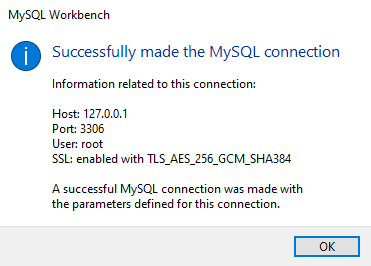 MySQL Workbench
Successfully made the MySQL connection
Information related to this connection:
Host: 127.0.0.1
Port: 3306
User: root
SSL: enabled with TLS_AES_256_GCM_SHA384
A successful MySQL connection was made with
the parameters defined for this connection.
OK